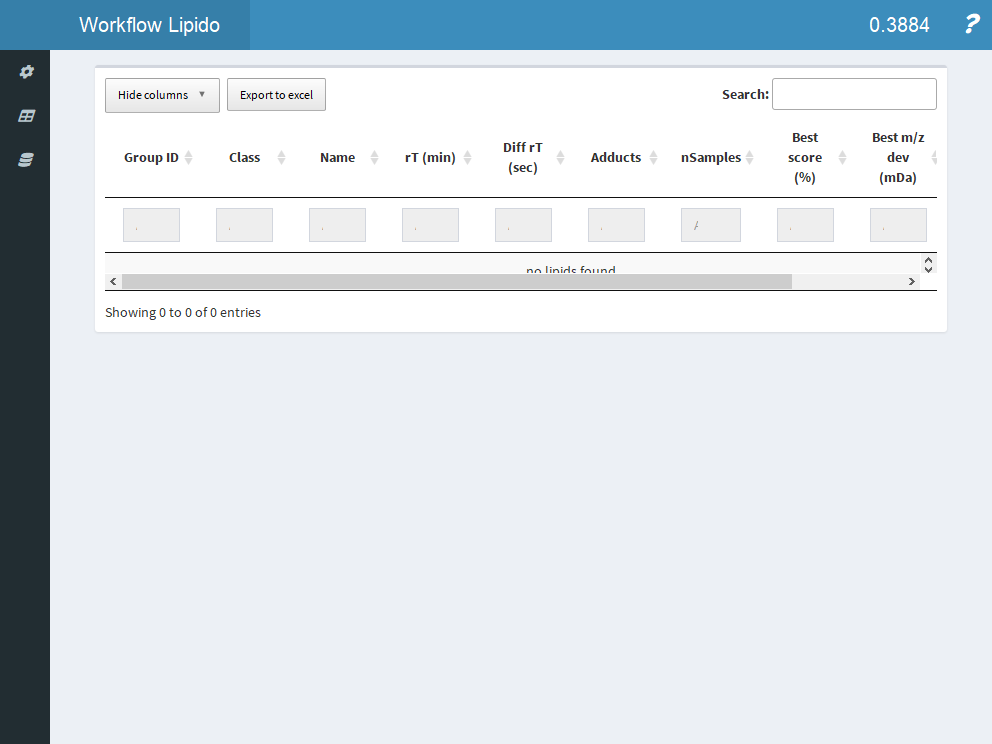 Workflow Lipido
0.3884
?
Hide columns ▼
Export to excel
Search:
Group ID
Class
Name
rT (min)
Diff rT
(sec)
Adducts
nSamples
Best
score
(%)
Best m/z
dev
(mDa)
no lipids found
Showing 0 to 0 of 0 entries